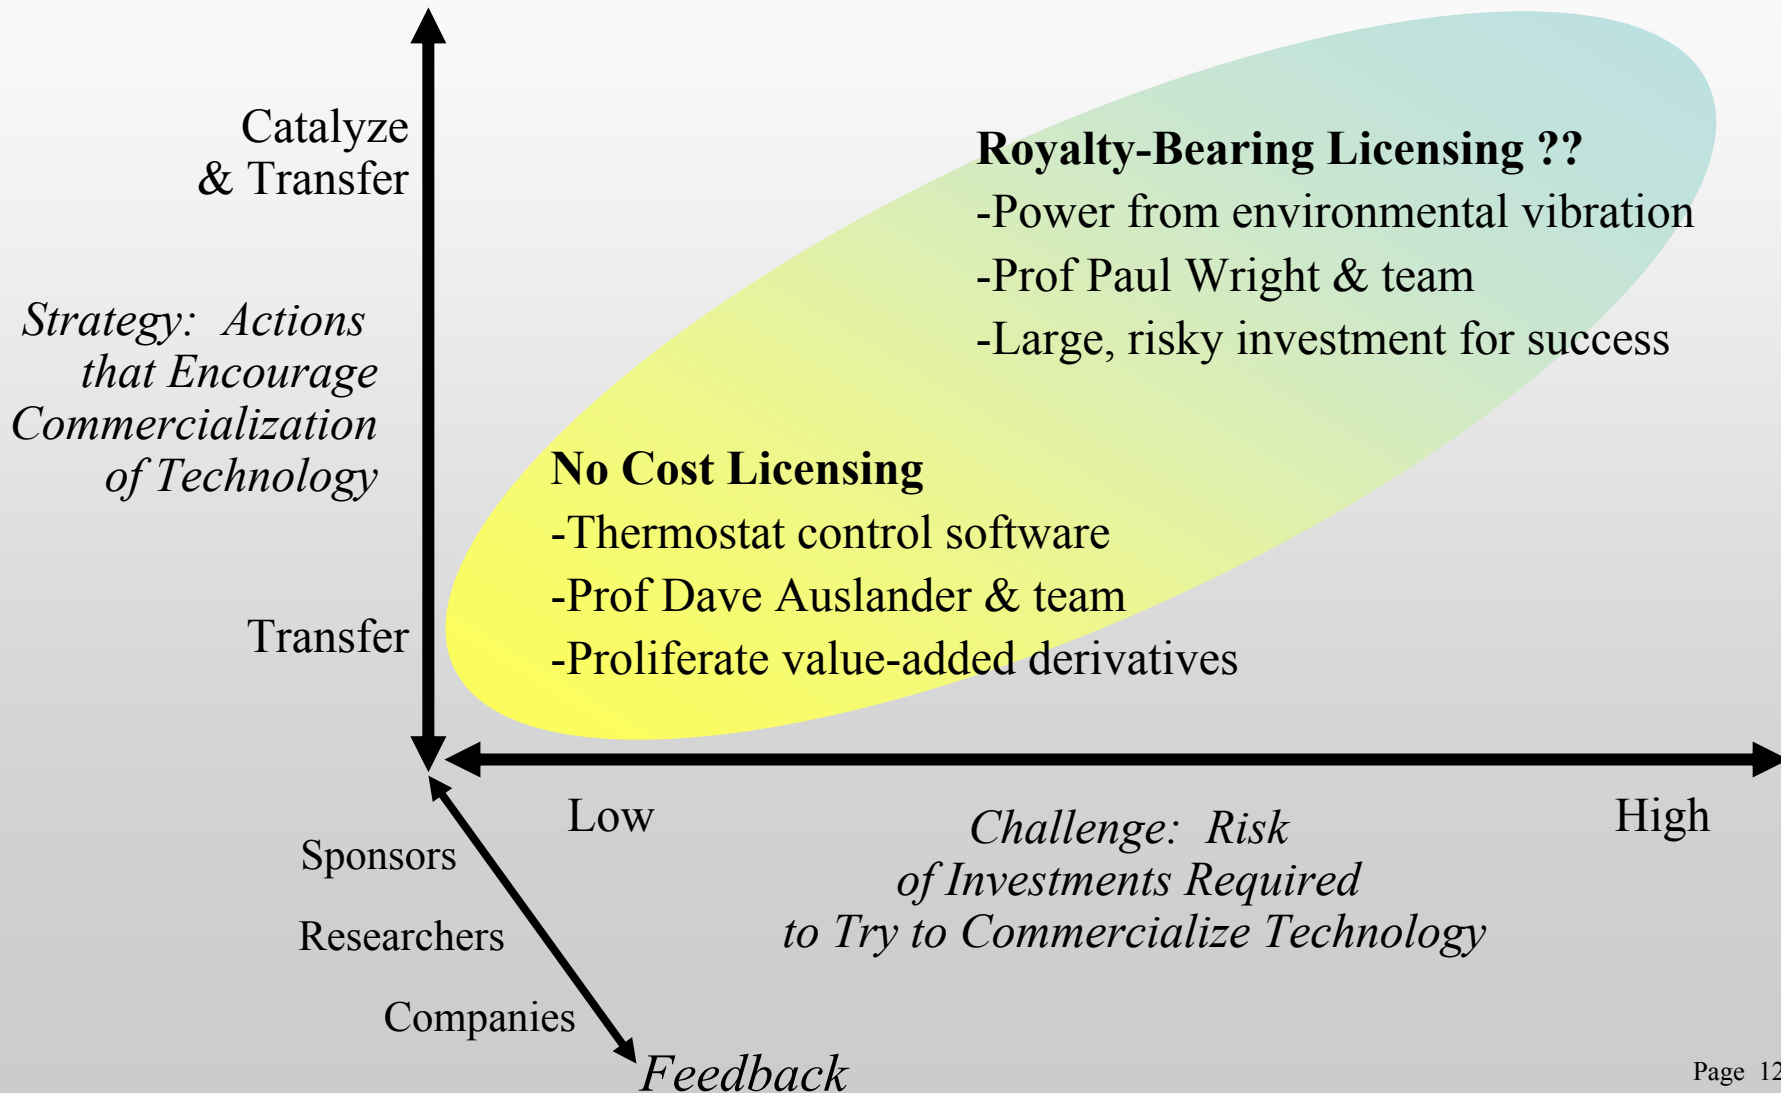 Catalyze
& Transfer
Strategy: Actions
that Encourage
Commercialization
of Technology
Transfer
Royalty-Bearing Licensing ??
-Power from environmental vibration
-Prof Paul Wright & team
-Large, risky investment for success
No Cost Licensing
-Thermostat control software
-Prof Dave Auslander & team
-Proliferate value-added derivatives
Low
High
Challenge: Risk
of Investments Required
to Try to Commercialize Technology
Sponsors
Researchers
Companies
Feedback
Page 12